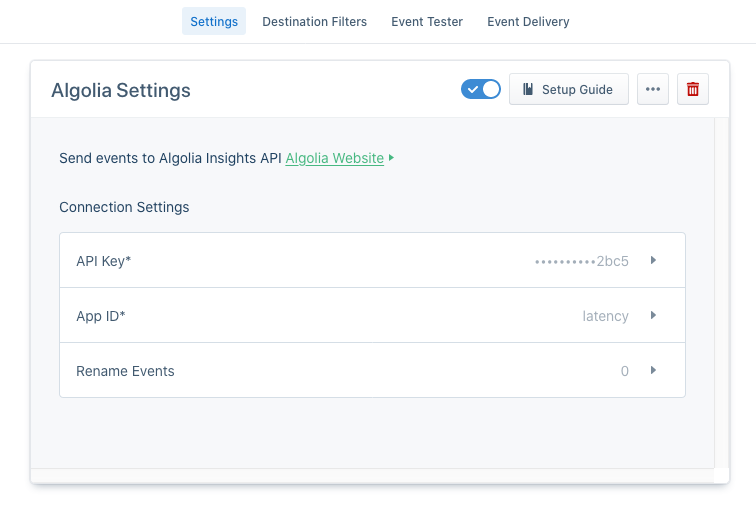 Settings Destination Filters Event Tester Event Delivery
Algolia Settings Setup Guide
Send events to Algolia Insights API Algolia Website
Connection Settings
API Key* ••••••••••2bc5
App ID* latency
Rename Events 0